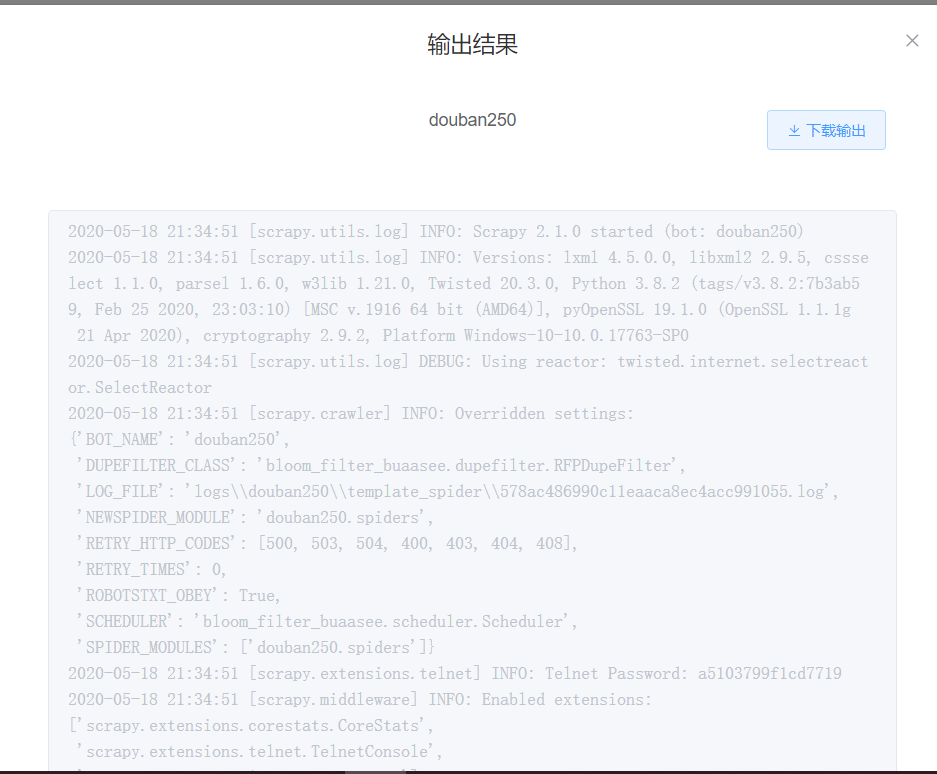 输出结果
douban250
下载输出
2020-05-18 21:34:51 [scrapy.utils.log] INFO: Scrapy 2.1.0 started (bot: douban250)
2020-05-18 21:34:51 [scrapy.utils.log] INFO: Versions: lxml 4.5.0.0, libxml2 2.9.5, cssse
lect 1.1.0, parsel 1.6.0, w3lib 1.21.0, Twisted 20.3.0, Python 3.8.2 (tags/v3.8.2:7b3ab5
9, Feb 25 2020, 23:03:10) [MSC v.1916 64 bit (AMD64)], pyOpenSSL 19.1.0 (OpenSSL 1.1.1g
 21 Apr 2020), cryptography 2.9.2, Platform Windows-10-10.0.17763-SP0
2020-05-18 21:34:51 [scrapy.utils.log] DEBUG: Using reactor: twisted.internet.selectreact
or.SelectReactor
2020-05-18 21:34:51 [scrapy.crawler] INFO: Overridden settings:
{'BOT_NAME': 'douban250',
 'DUPEFILTER_CLASS': 'bloom_filter_buaasee.dupefilter.RFPDupeFilter',
 'LOG_FILE': 'logs\\douban250\\template_spider\\578ac486990c11eaaca8ec4acc991055.log',
 'NEWSPIDER_MODULE': 'douban250.spiders',
 'RETRY_HTTP_CODES': [500, 503, 504, 400, 403, 404, 408],
 'RETRY_TIMES': 0,
 'ROBOTSTXT_OBEY': True,
 'SCHEDULER': 'bloom_filter_buaasee.scheduler.Scheduler',
 'SPIDER_MODULES': ['douban250.spiders']}
2020-05-18 21:34:51 [scrapy.extensions.telnet] INFO: Telnet Password: a5103799f1cd7719
2020-05-18 21:34:51 [scrapy.middleware] INFO: Enabled extensions:
['scrapy.extensions.corestats.CoreStats',
 'scrapy.extensions.telnet.TelnetConsole',